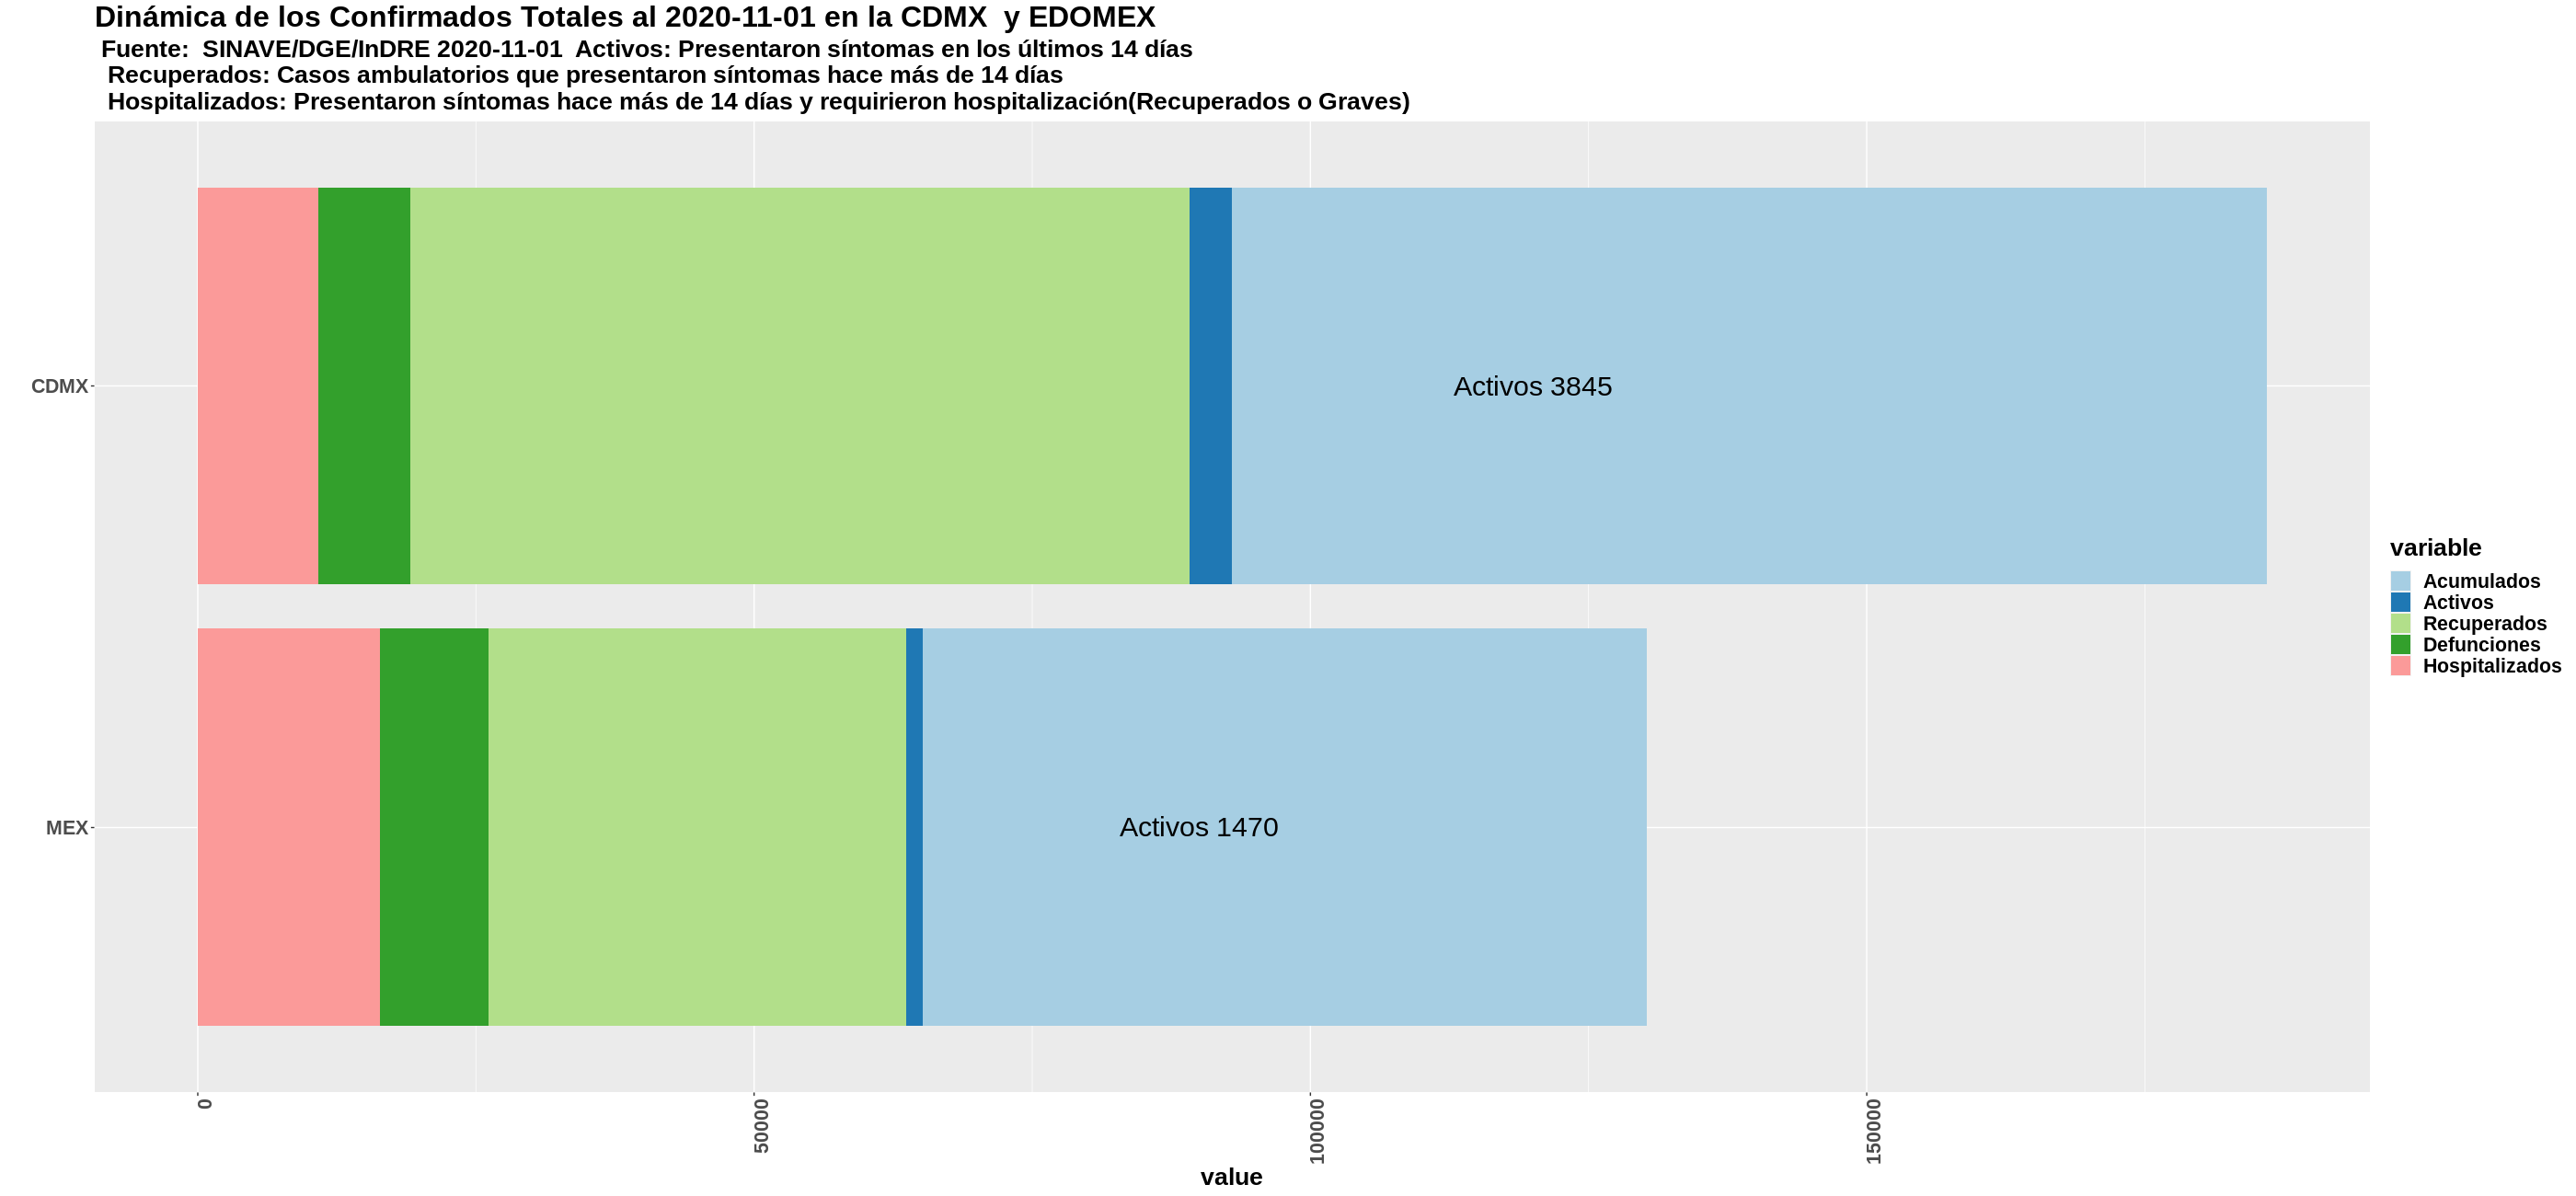 Dinámica de los Confirmados Totales al 2020-11-01 en la CDMX  y EDOMEX
Fuente:  SINAVE/DGE/InDRE 2020-11-01  Activos: Presentaron síntomas en los últimos 14 días
Recuperados: Casos ambulatorios que presentaron síntomas hace más de 14 días
Hospitalizados: Presentaron síntomas hace más de 14 días y requirieron hospitalización(Recuperados o Graves)
CDMX
Activos 3845
MEX
Activos 1470
variable
Acumulados
Activos
Recuperados
Defunciones
Hospitalizados
0
500000
1000000
1500000
value